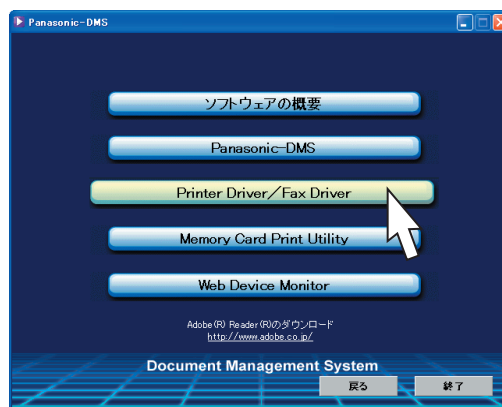 Panasonic-DMS
ソフトウェアの概要
Panasonic-DMS
Printer Driver／Fax Driver
Memory Card Print Utility
Web Device Monitor
Adobe(R) Reader(R)のダウンロード
http://www.adobe.co.jp/
Document Management System
戻る
終了